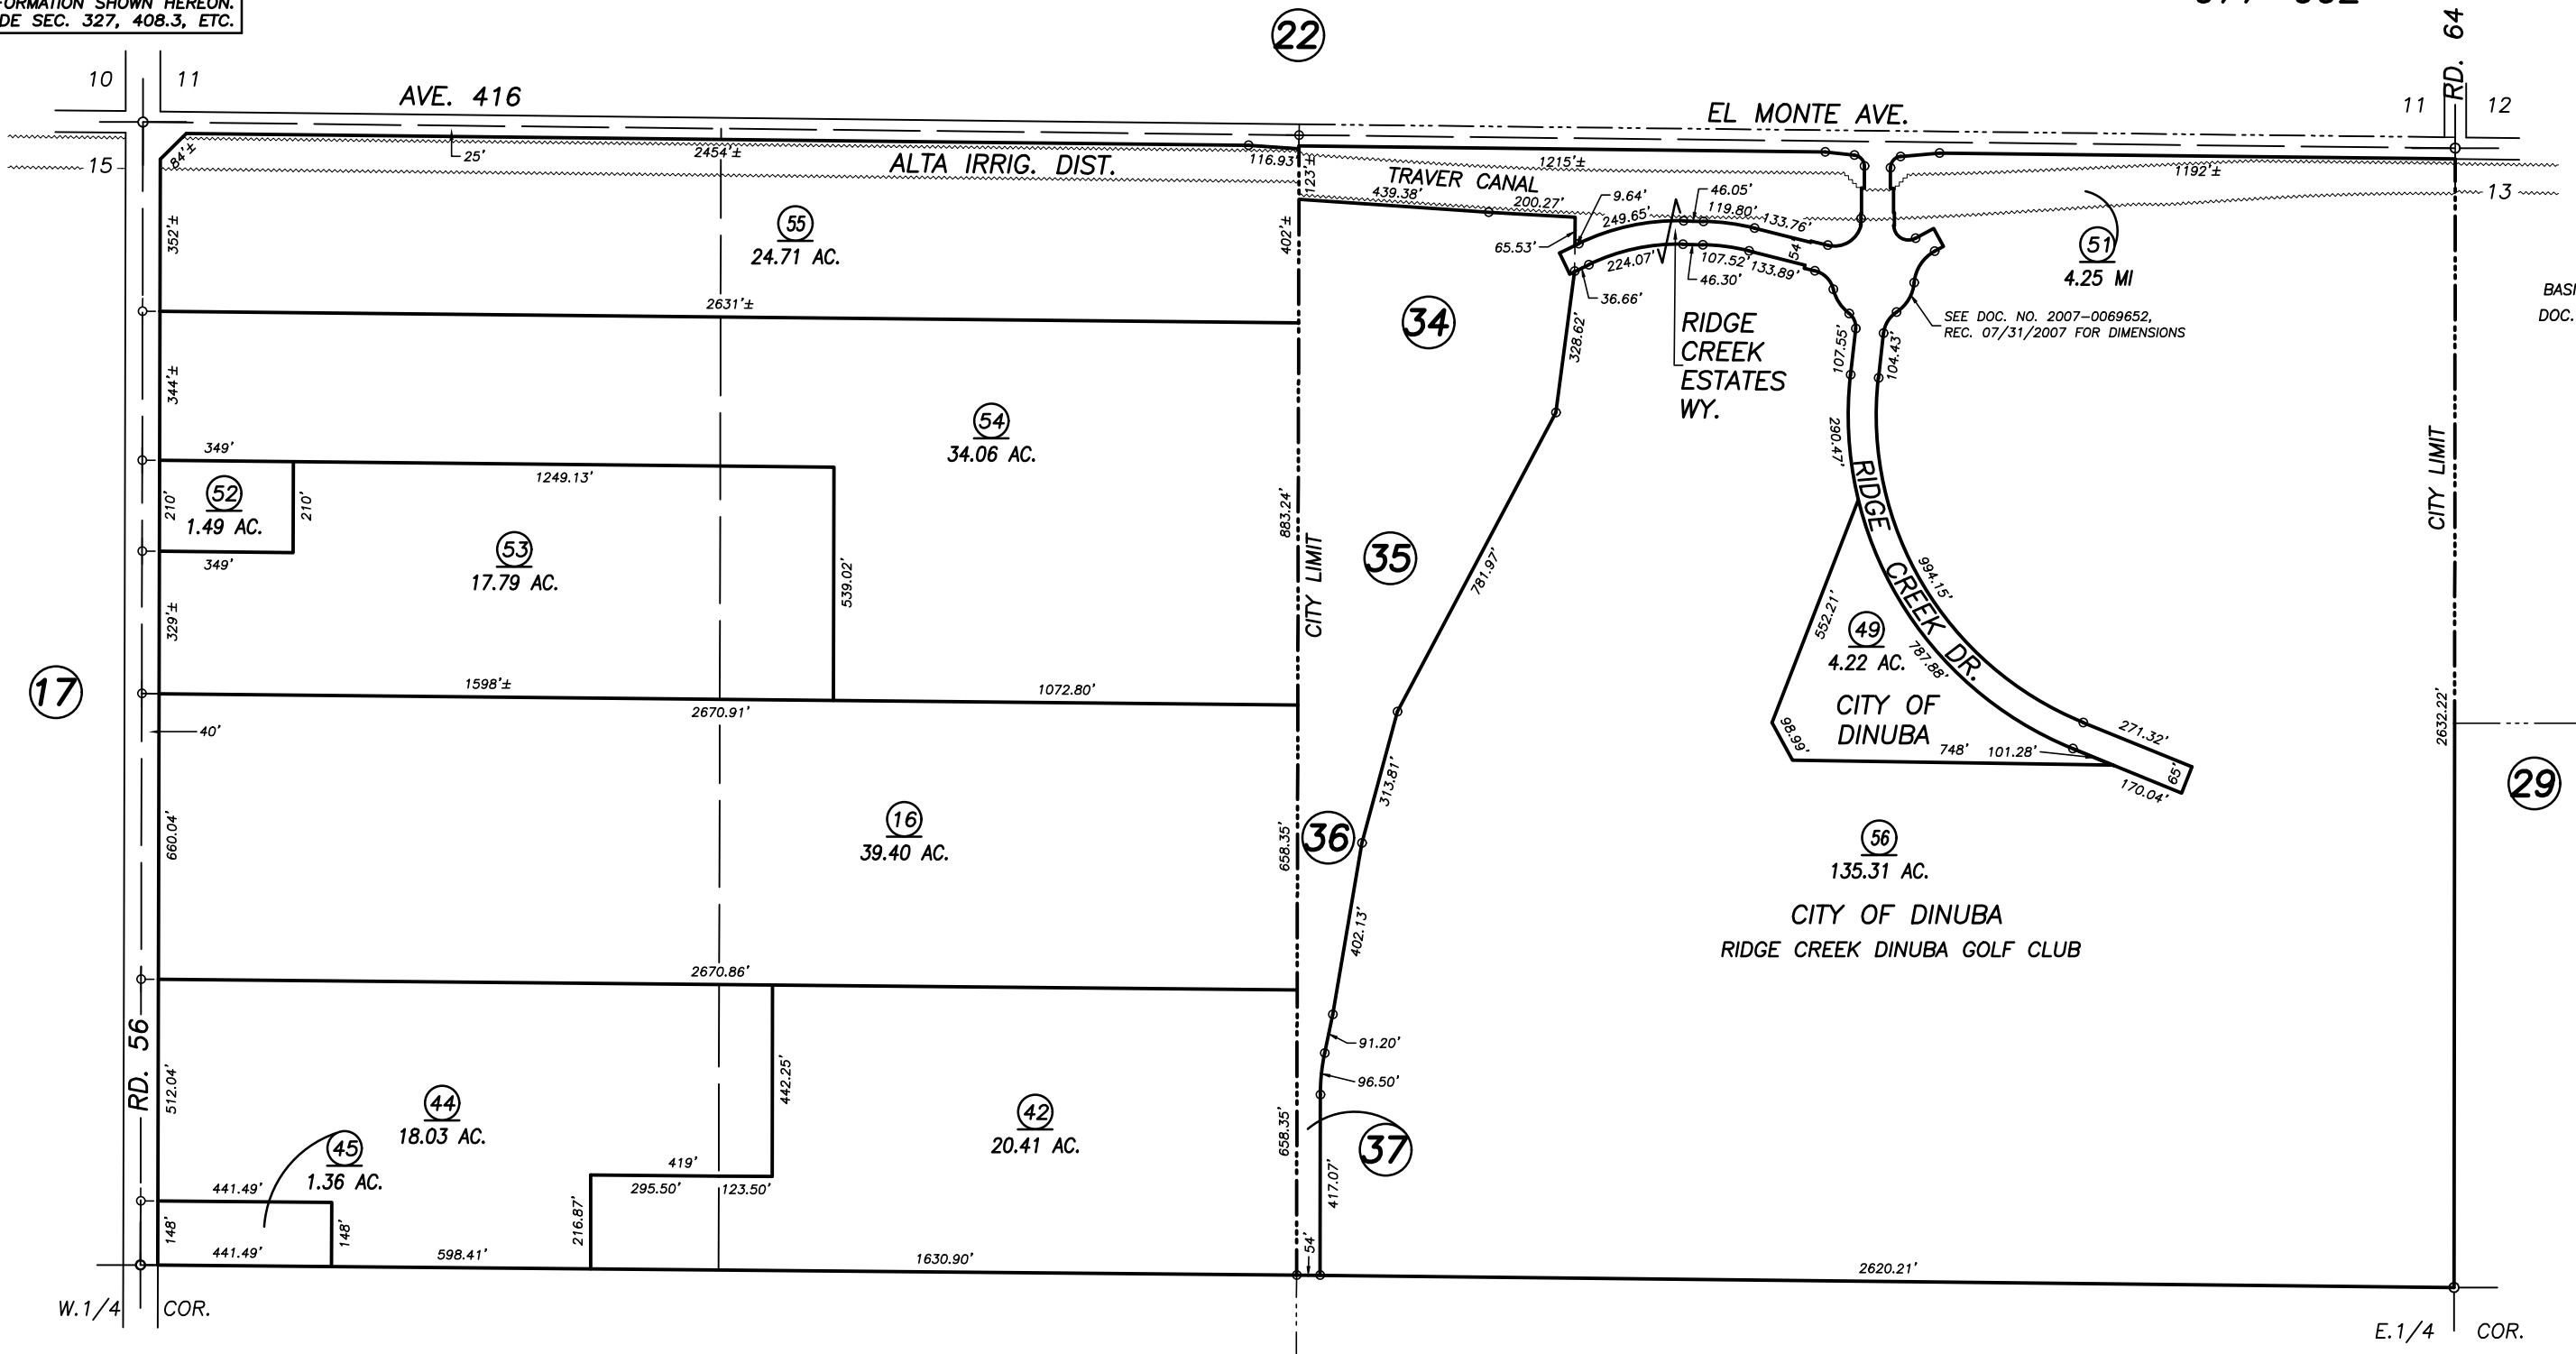 FORMATION SHOWN HEREON.
DE SEC. 327, 408.3, ETC.
22
RD. 64
10
11
AVE. 416
EL MONTE AVE.
11
12
15
84'±
25'
2454'±
ALTA IRRIG. DIST.
116.93'±
123'±
1215'±
1192'±
13
TRAVER CANAL
439.38'
200.27'
9.64'
46.05'
249.65'
119.80'
133.76'
54'
65.53'
224.07'
107.52'
133.89'
46.30'
36.66'
352'±
55
24.71 AC.
402'±
51
4.25 MI
BASI
DOC.
SEE DOC. NO. 2007-0069652,
REC. 07/31/2007 FOR DIMENSIONS
2631'±
34
328.62'
RIDGE
CREEK
ESTATES
WY.
107.55'
104.43'
344'±
54
34.06 AC.
290.47'
349'
1249.13'
52
1.49 AC.
210'
210'
349'
53
17.79 AC.
539.02'
883.24'
CITY LIMIT
35
781.97'
RIDGE CREEK DR.
994.15'
787.88'
552.21'
49
4.22 AC.
CITY OF
DINUBA
98.99'
748'
101.28'
271.32'
65'
170.04'
CITY LIMIT
2632.22'
329'±
1598'±
1072.80'
17
2670.91'
40'
29
660.04'
16
39.40 AC.
658.35'
36
313.81'
56
135.31 AC.
CITY OF DINUBA
RIDGE CREEK DINUBA GOLF CLUB
402.13'
2670.86'
RD. 56
512.04'
442.25'
91.20'
96.50'
44
18.03 AC.
42
20.41 AC.
658.35'
37
45
1.36 AC.
441.49'
419'
295.50'
123.50'
216.87'
417.07'
148'
148'
441.49'
598.41'
1630.90'
54'
2620.21'
W.1/4 COR.
E.1/4 COR.